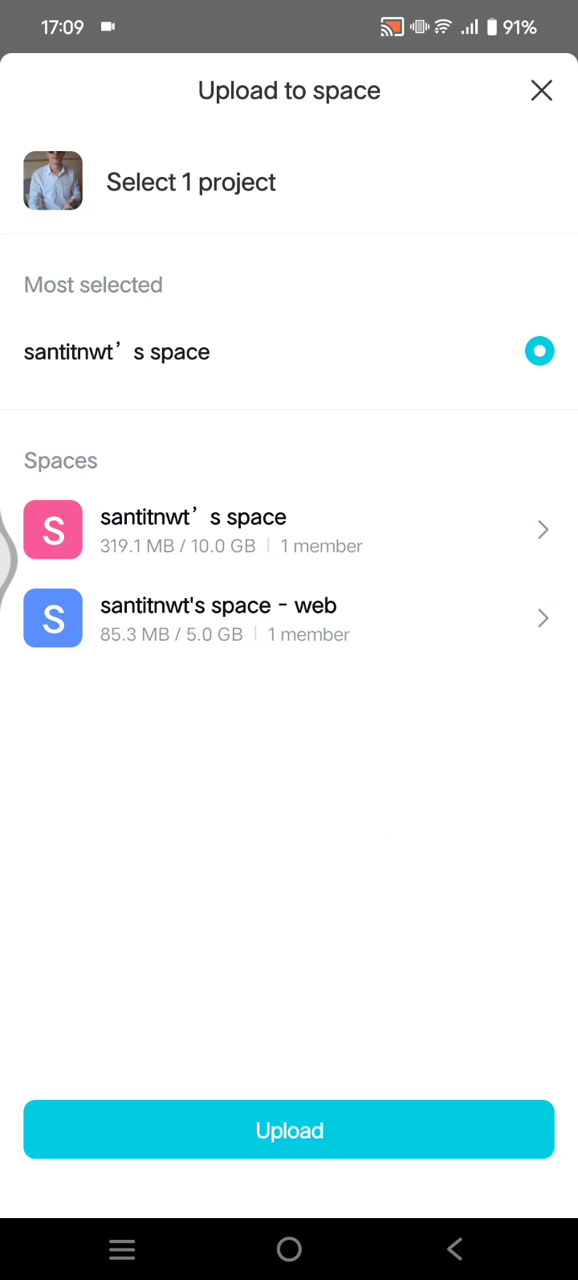 17:09
91%
Upload to space
Select 1 project
Most selected
santitnwt’ s space
Spaces
S
santitnwt’ s space
319.1 MB / 10.0 GB | 1 member
S
santitnwt's space - web
85.3 MB / 5.0 GB | 1 member
Upload